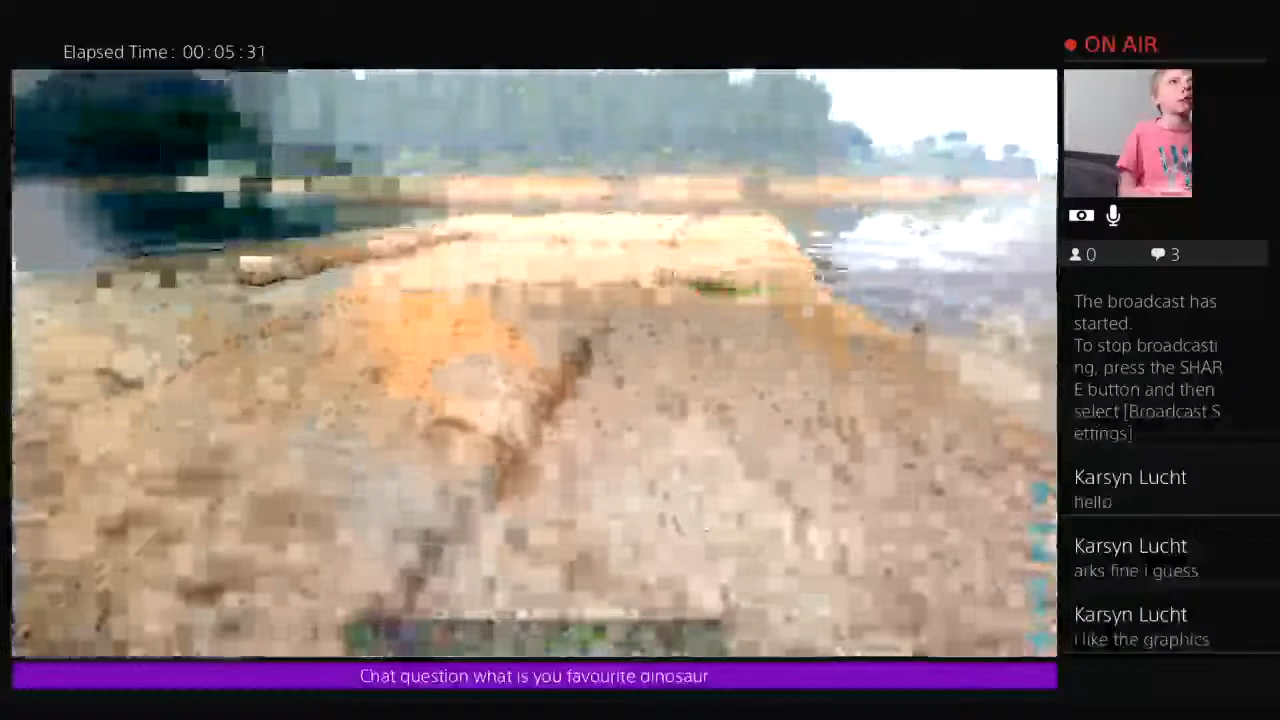 Elapsed Time: 00:05:31
ON AIR
0 3
The broadcast has
started.
To stop broadcasti
ng, press the SHAR
E button and then
select [Broadcast S
ettings]
Karsyn Lucht
hello
Karsyn Lucht
arks fine i guess
Karsyn Lucht
i like the graphics
Chat question what is you favourite dinosaur